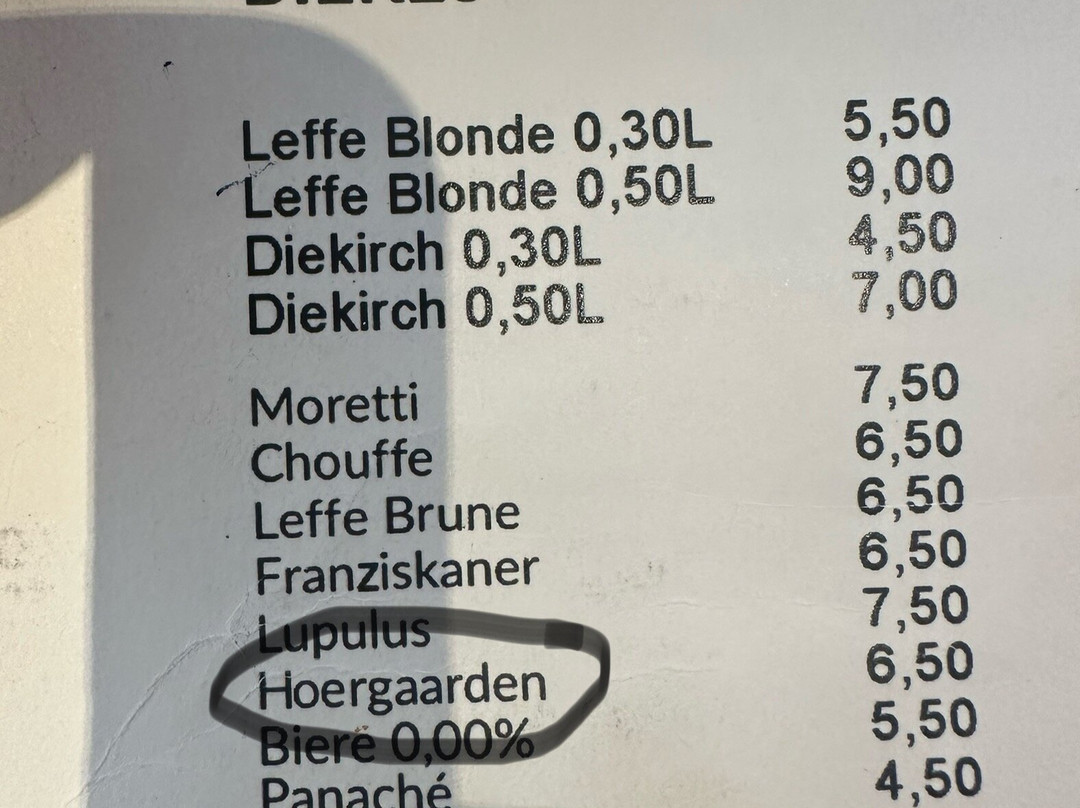 Leffe Blonde 0,30L 5,50
Leffe Blonde 0,50L 9,00
Diekirch 0,30L 4,50
Diekirch 0,50L 7,00
Moretti 7,50
Chouffe 6,50
Leffe Brune 6,50
Franziskaner 6,50
Lupulus 7,50
Hoergaarden 6,50
Biere 0,00% 5,50
Panaché 4,50